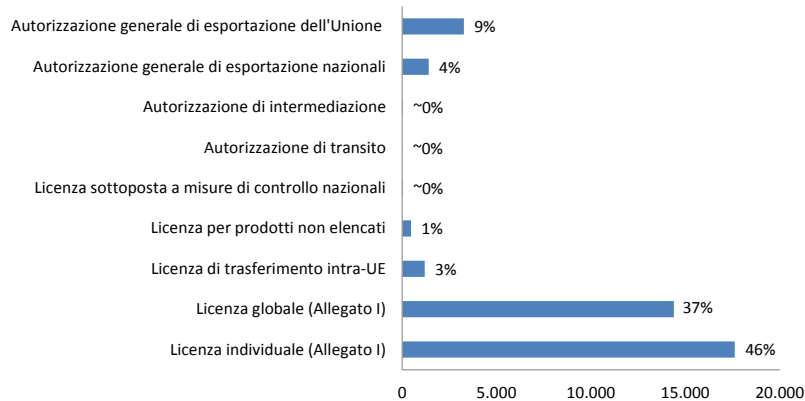 Autorizzazione generale di esportazione dell'Unione 9%
Autorizzazione generale di esportazione nazionali 4%
Autorizzazione di intermediazione ~0%
Autorizzazione di transito ~0%
Licenza sottoposta a misure di controllo nazionali ~0%
Licenza per prodotti non elencati 1%
Licenza di trasferimento intra-UE 3%
Licenza globale (Allegato I) 37%
Licenza individuale (Allegato I) 46%
0 5.000 10.000 15.000 20.000